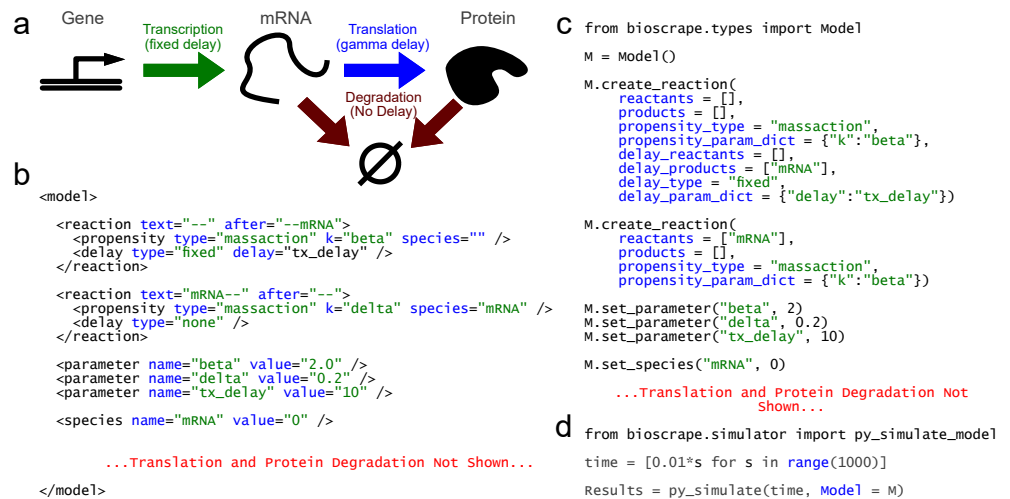 a
Gene
Transcription
(fixed delay)
mRNA
Translation
(gamma delay)
Protein
Degradation
(No Delay)
b
<model>
<reaction text="--" after="--mRNA">
<propensity type="massaction" k="beta" species="" />
<delay type="fixed" delay="tx_delay" />
</reaction>
<reaction text="mRNA--" after="--">
<propensity type="massaction" k="delta" species="mRNA" />
<delay type="none" />
</reaction>
<parameter name="beta" value="2.0" />
<parameter name="delta" value="0.2" />
<parameter name="tx_delay" value="10" />
<species name="mRNA" value="0" />
...Translation and Protein Degradation Not Shown...
</model>
c
from bioscrape.types import Model
M = Model()
M.create_reaction(
reactants = [],
products = [],
propensity_type = "massaction",
propensity_param_dict = {"k":"beta"},
delay_reactants = [],
delay_products = ["mRNA"],
delay_type = "fixed",
delay_param_dict = {"delay":"tx_delay"})
M.create_reaction(
reactants = ["mRNA"],
products = [],
propensity_type = "massaction",
propensity_param_dict = {"k":"beta"})
M.set_parameter("beta", 2)
M.set_parameter("delta", 0.2)
M.set_parameter("tx_delay", 10)
M.set_species("mRNA", 0)
...Translation and Protein Degradation Not
Shown...
d
from bioscrape.simulator import py_simulate_model
time = [0.01*s for s in range(1000)]
Results = py_simulate(time, Model = M)